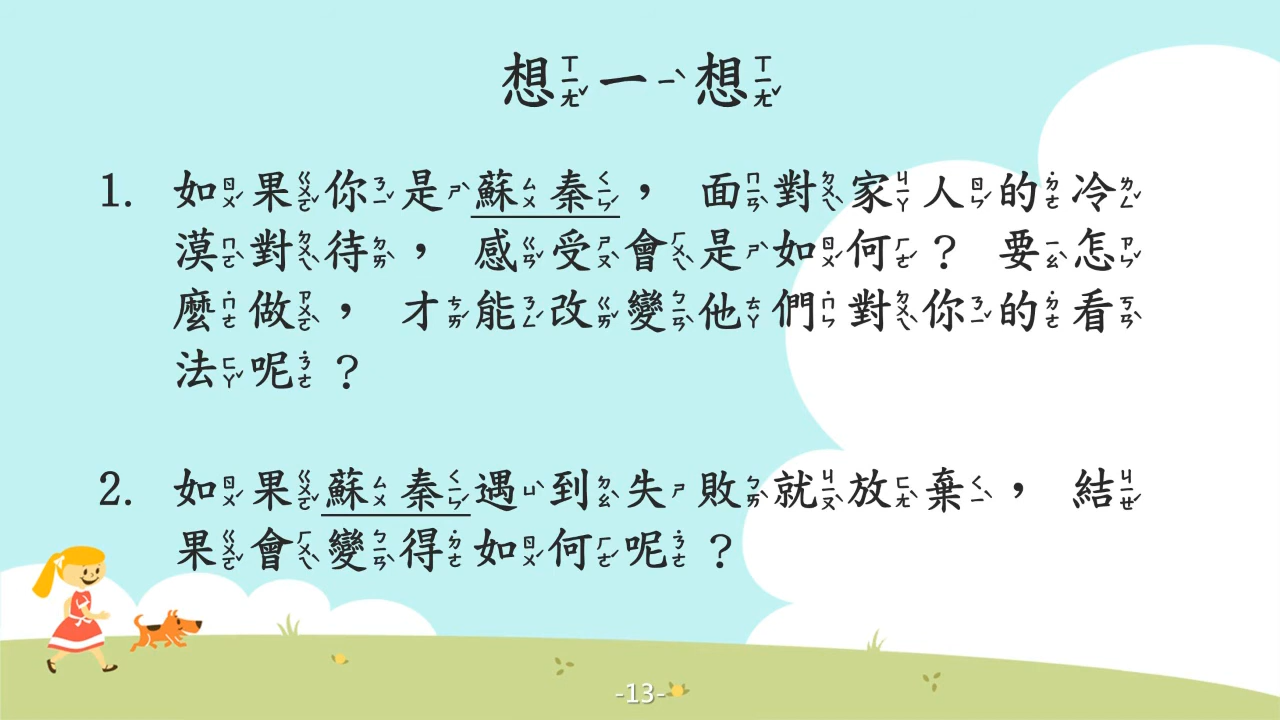 想一想
1. 如果你是蘇秦，面對家人的冷
漠對待，感受會是如何？要怎
麼做，才能改變他們對你的看
法呢？
2. 如果蘇秦遇到失敗就放棄，結
果會變得如何呢？
-13-